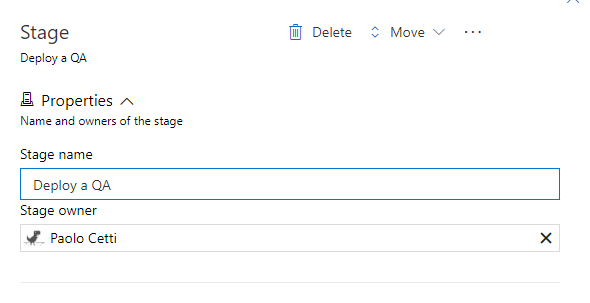 Stage
Delete
Move
Deploy a QA
Properties
Name and owners of the stage
Stage name
Deploy a QA
Stage owner
Paolo Cetti